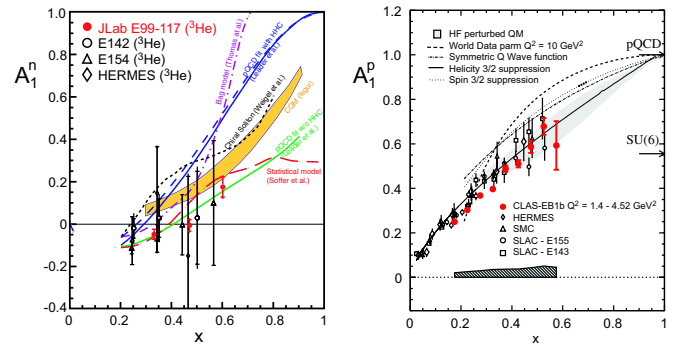 A₁ⁿ
1.0
0.8
0.6
0.4
0.2
0
-0.2
-0.4
JLab E99-117 (³He)
E142 (³He)
E154 (³He)
HERMES (³He)
Bag model (Thomas et al.)
pQCD fit with HHC
(Leader et al.)
Chiral Soliton (Weigel et al.)
CQM (Isgur)
pQCD fit w/o HHC
Statistical model
(Soffer et al.)
0
0.2
0.4
0.6
0.8
1
x
A₁ᵖ
1.2
1
0.8
0.6
0.4
0.2
0
HF perturbed QM
World Data parm Q² = 10 GeV²
Symmetric Q Wave function
Helicity 3/2 suppression
Spin 3/2 suppression
pQCD
SU(6)
CLAS-EB1b Q² = 1.4 - 4.52 GeV²
HERMES
SMC
SLAC - E155
SLAC - E143
0
0.2
0.4
0.6
0.8
1
x